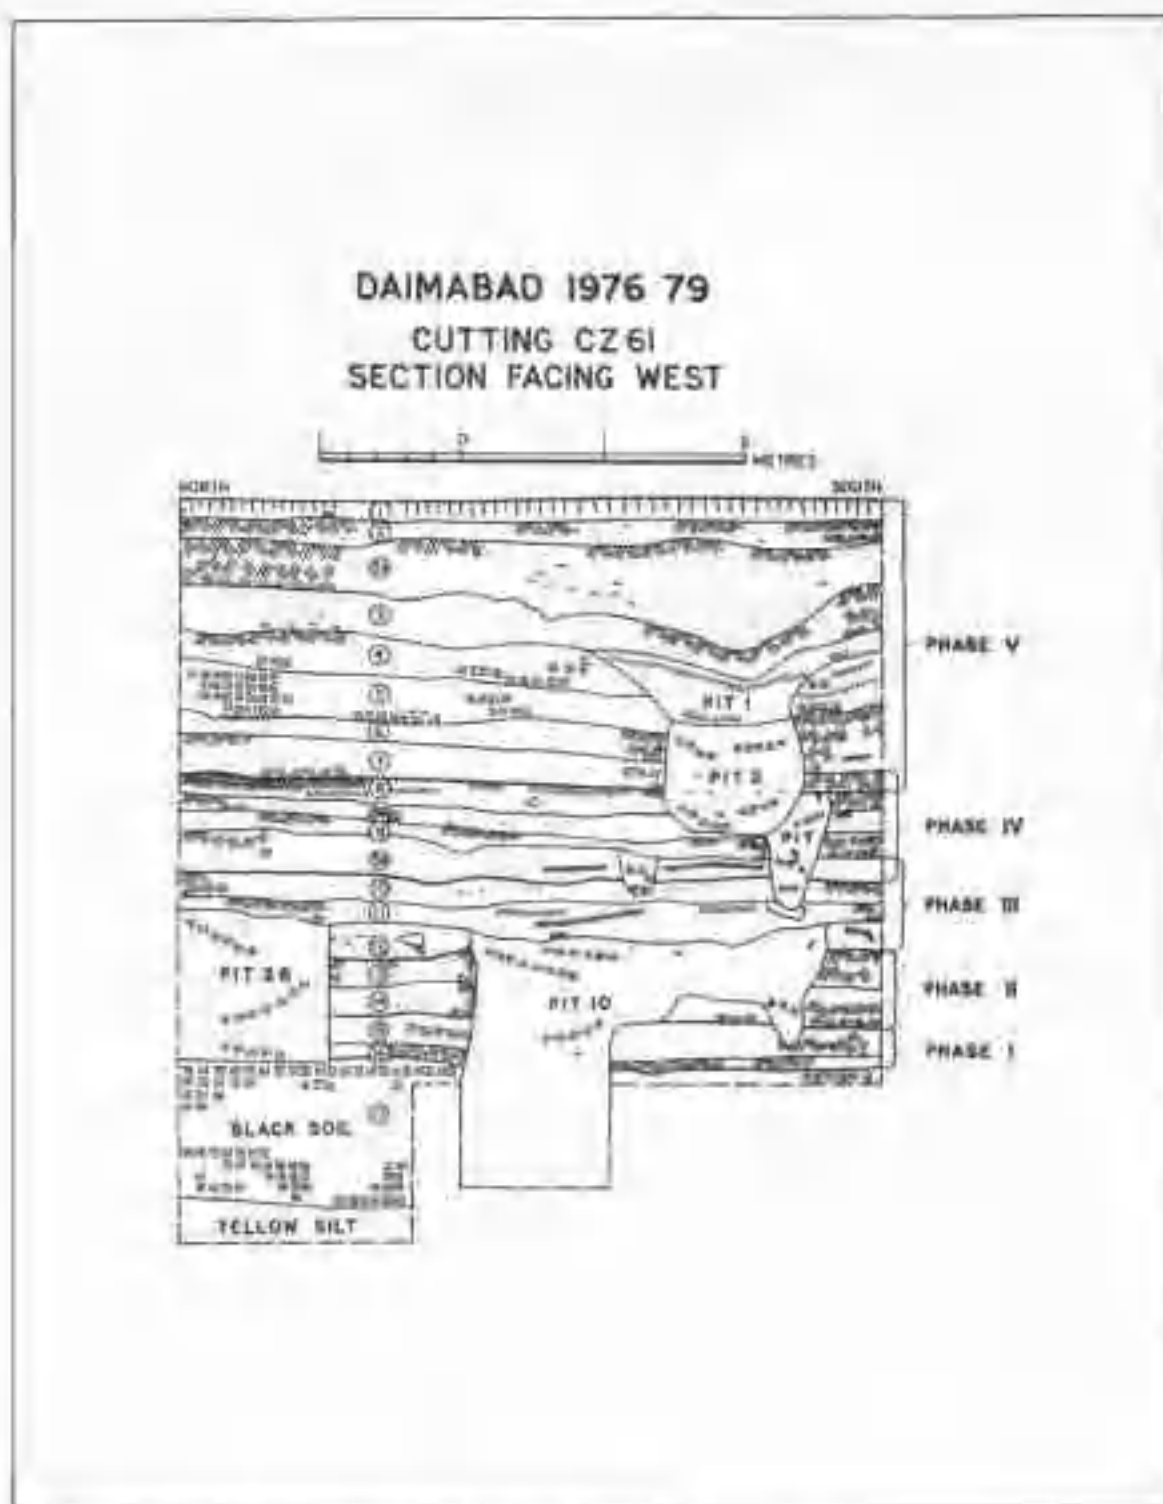 DAIMABAD 1976 79
CUTTING CZ61
SECTION FACING WEST
METRES
NORTH
SOUTH
PHASE V
PIT 1
PIT 2
PIT
PHASE IV
PHASE III
PIT
PIT 10
PHASE II
PHASE I
BLACK SOIL
YELLOW SILT